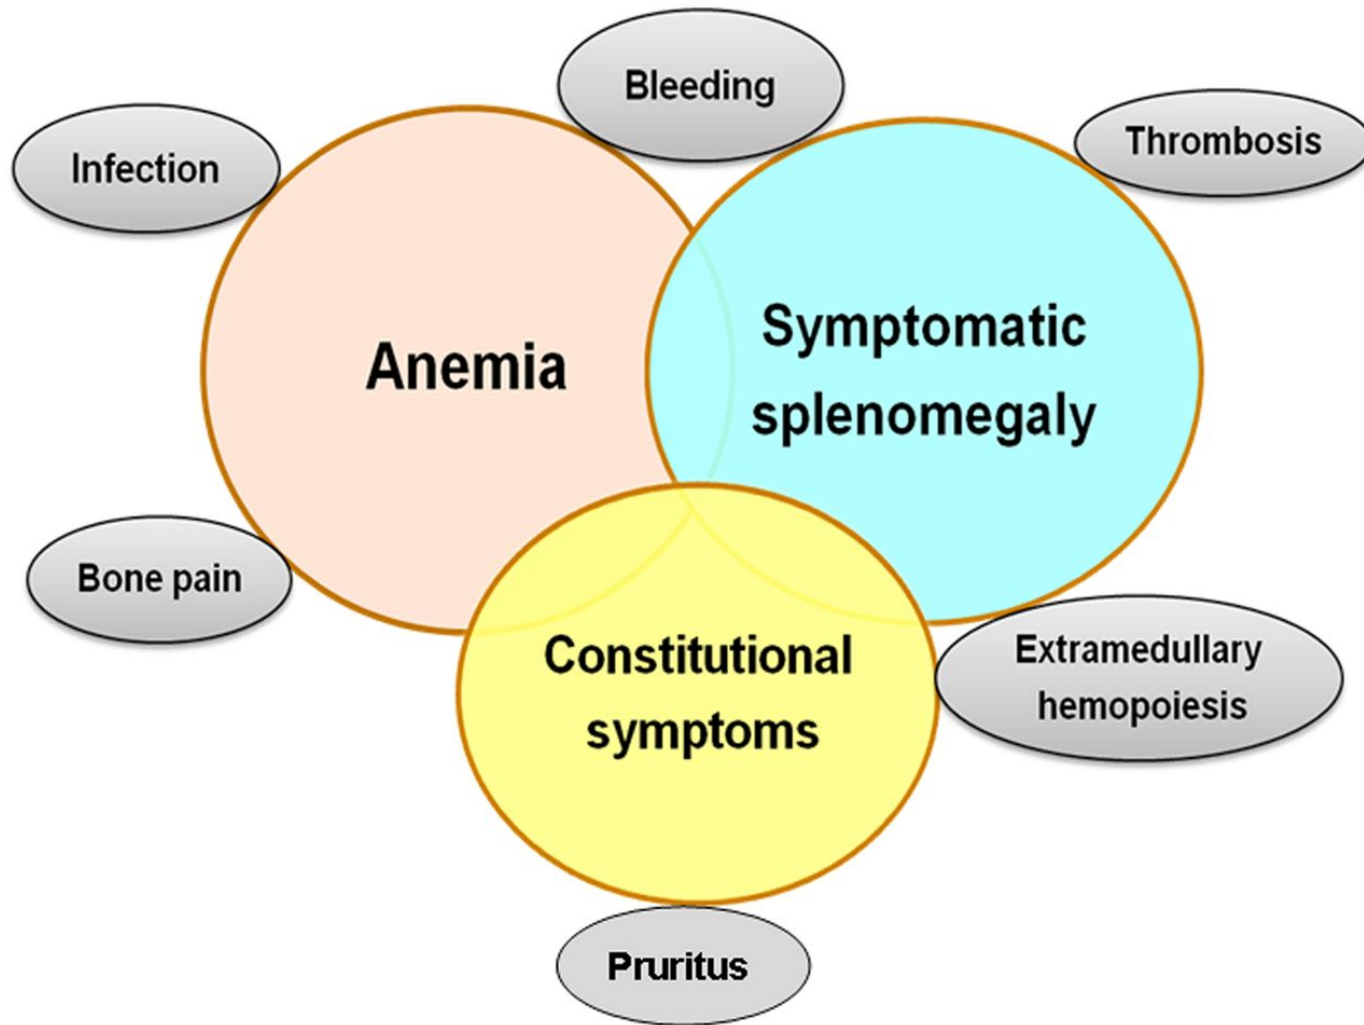 Bleeding
Thrombosis
Infection
Symptomatic
splenomegaly
Anemia
Bone pain
Constitutional
symptoms
Extramedullary
hemopoiesis
Pruritus